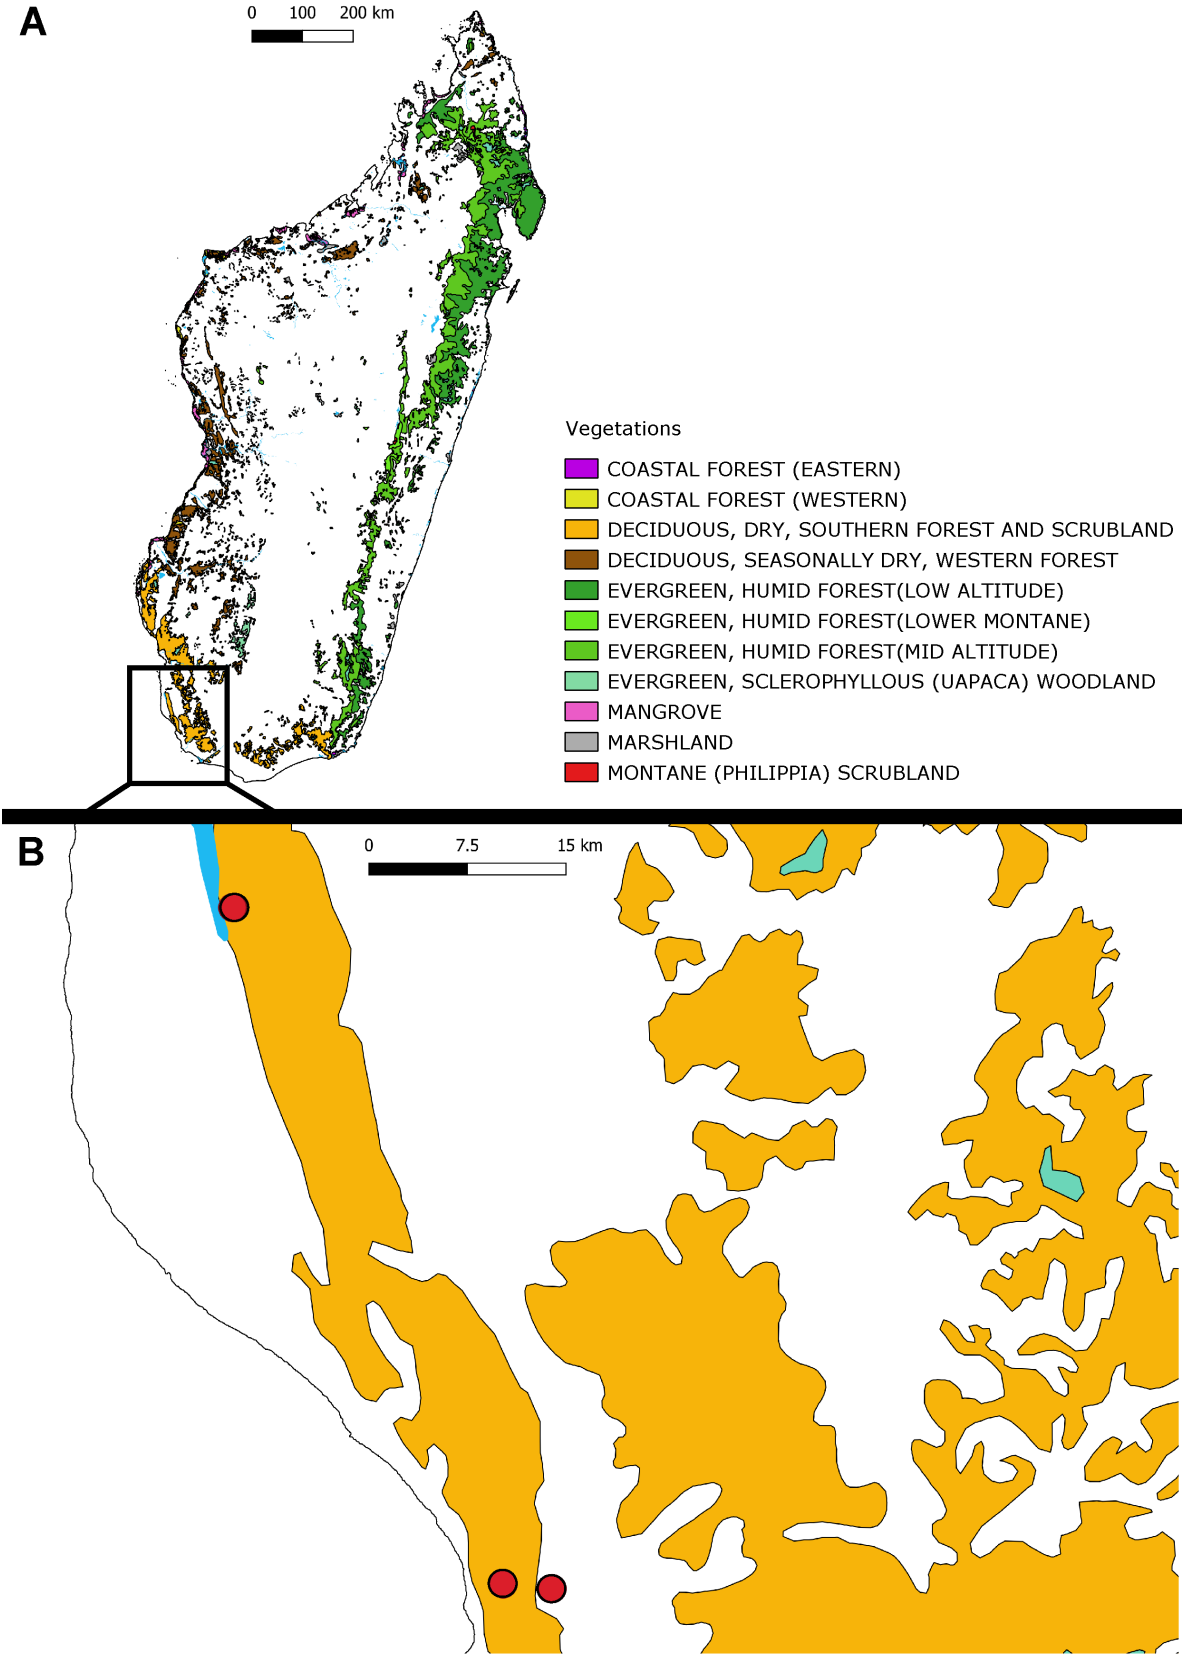 A
0 100 200 km
Vegetations
COASTAL FOREST (EASTERN)
COASTAL FOREST (WESTERN)
DECIDUOUS, DRY, SOUTHERN FOREST AND SCRUBLAND
DECIDUOUS, SEASONALLY DRY, WESTERN FOREST
EVERGREEN, HUMID FOREST(LOW ALTITUDE)
EVERGREEN, HUMID FOREST(LOWER MONTANE)
EVERGREEN, HUMID FOREST(MID ALTITUDE)
EVERGREEN, SCLEROPHYLLOUS (UAPACA) WOODLAND
MANGROVE
MARSHLAND
MONTANE (PHILIPPIA) SCRUBLAND
B
0 7.5 15 km